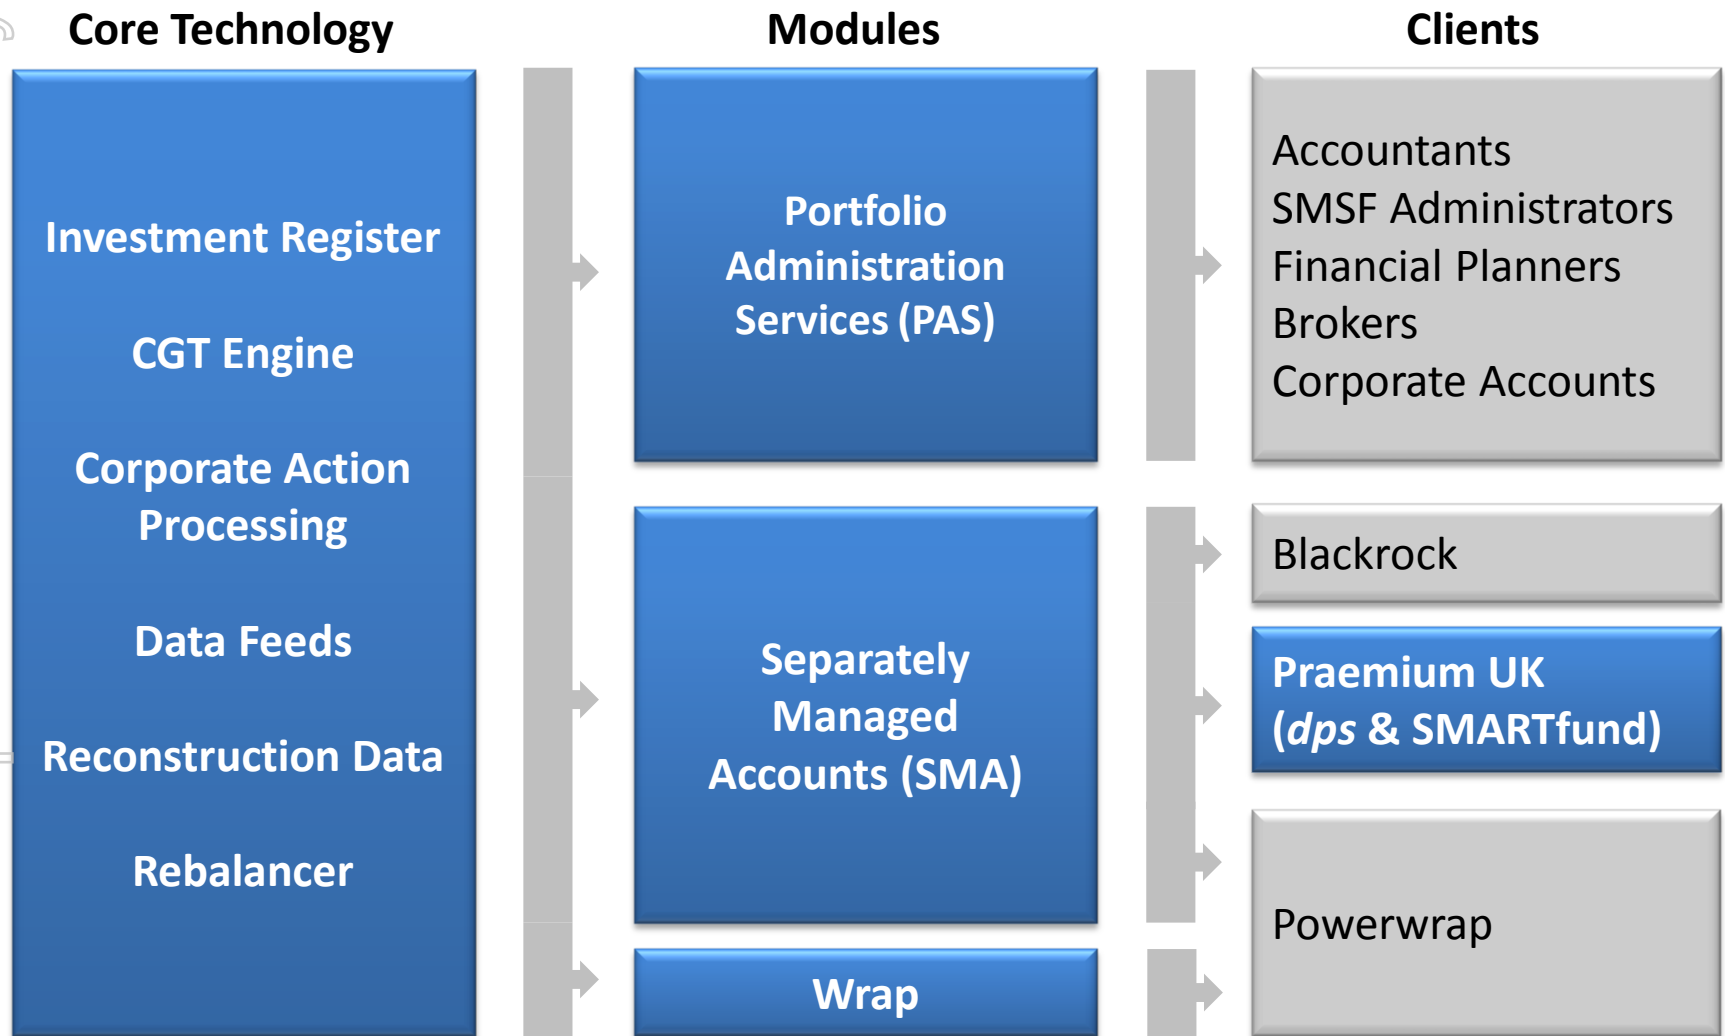 Core Technology
Modules
Clients
Investment Register
CGT Engine
Corporate Action
Processing
Data Feeds
Reconstruction Data
Rebalancer
Portfolio
Administration
Services (PAS)
Separately
Managed
Accounts (SMA)
Wrap
Accountants
SMSF Administrators
Financial Planners
Brokers
Corporate Accounts
Blackrock
Praemium UK
(dps & SMARTfund)
Powerwrap